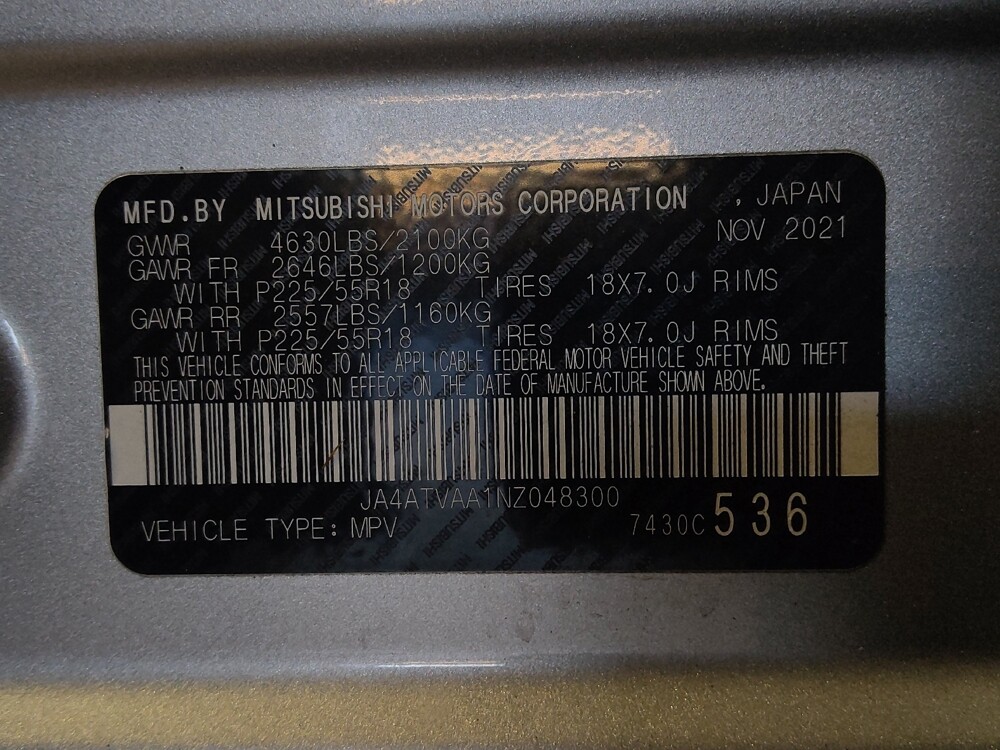 MFD.BY MITSUBISHI MOTORS CORPORATION , JAPAN
GVWR 4630LBS/2100KG NOV 2021
GAWR FR 2646LBS/1200KG
WITH P225/55R18 TIRES 18X7.0J RIMS
GAWR RR 2557LBS/1160KG
WITH P225/55R18 TIRES 18X7.0J RIMS
THIS VEHICLE CONFORMS TO ALL APPLICABLE FEDERAL MOTOR VEHICLE SAFETY AND THEFT
PREVENTION STANDARDS IN EFFECT ON THE DATE OF MANUFACTURE SHOWN ABOVE.
JA4ATVAA1NZ048300
VEHICLE TYPE: MPV 7430C 536